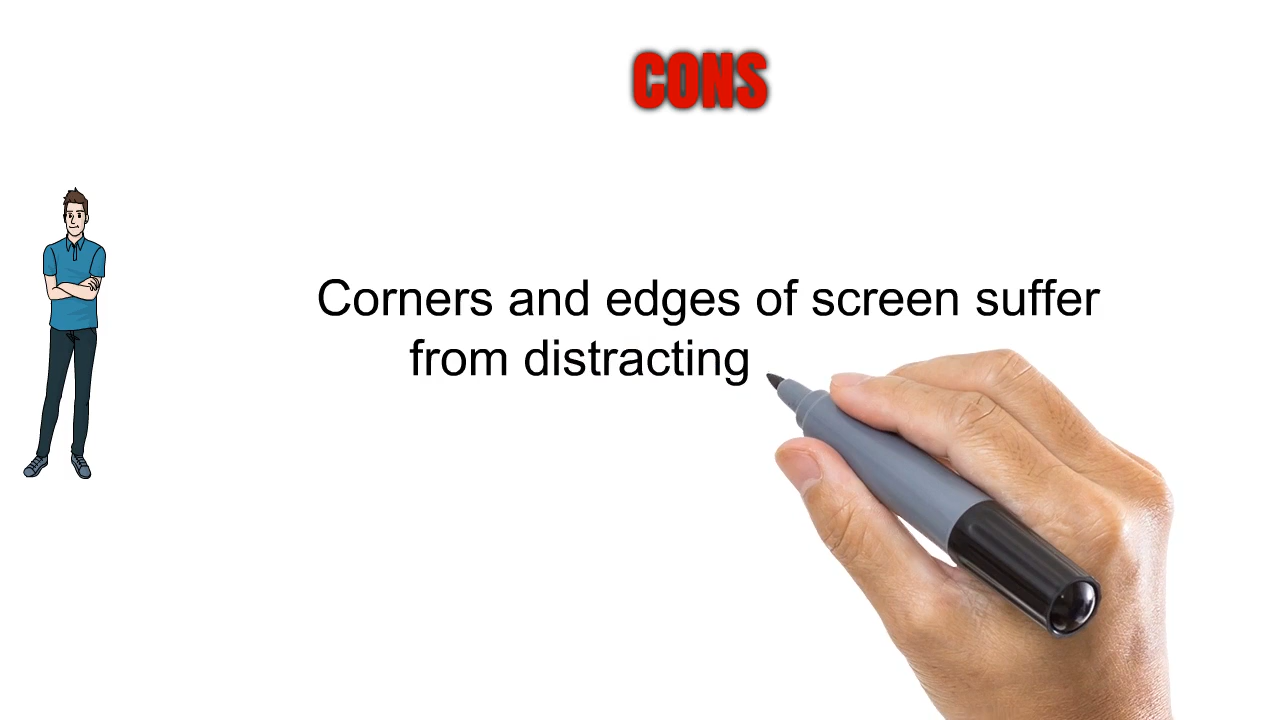 CONS
Corners and edges of screen suffer
from distracting